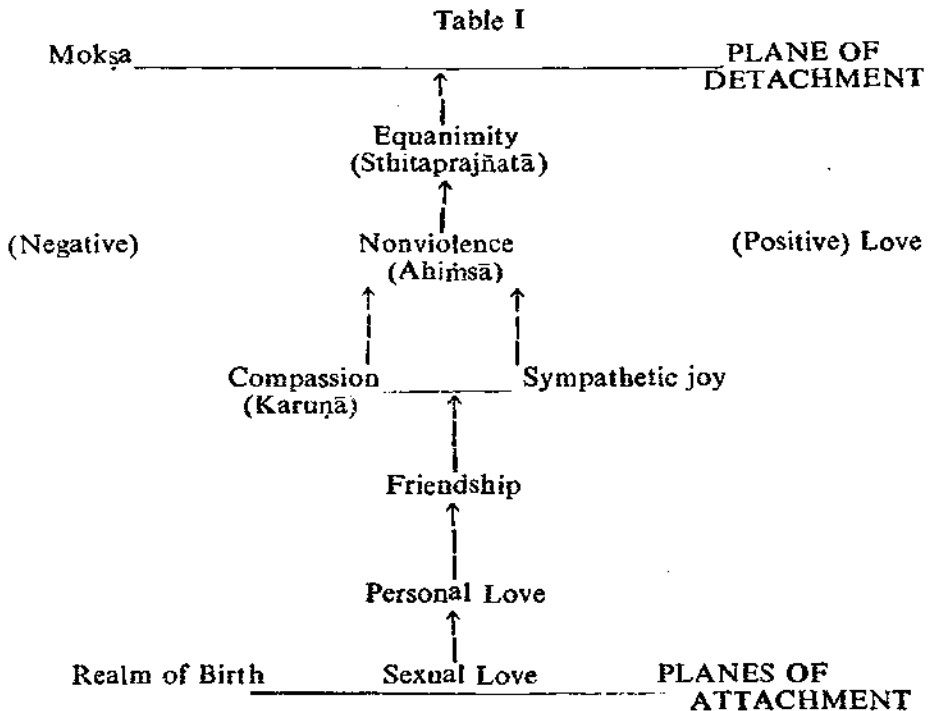 Table I
Mokṣa PLANE OF
DETACHMENT
Equanimity
(Sthitaprajñatā)
(Negative) Nonviolence (Positive) Love
(Ahiṁsā)
Compassion Sympathetic joy
(Karuṇā)
Friendship
Personal Love
Realm of Birth Sexual Love PLANES OF
ATTACHMENT